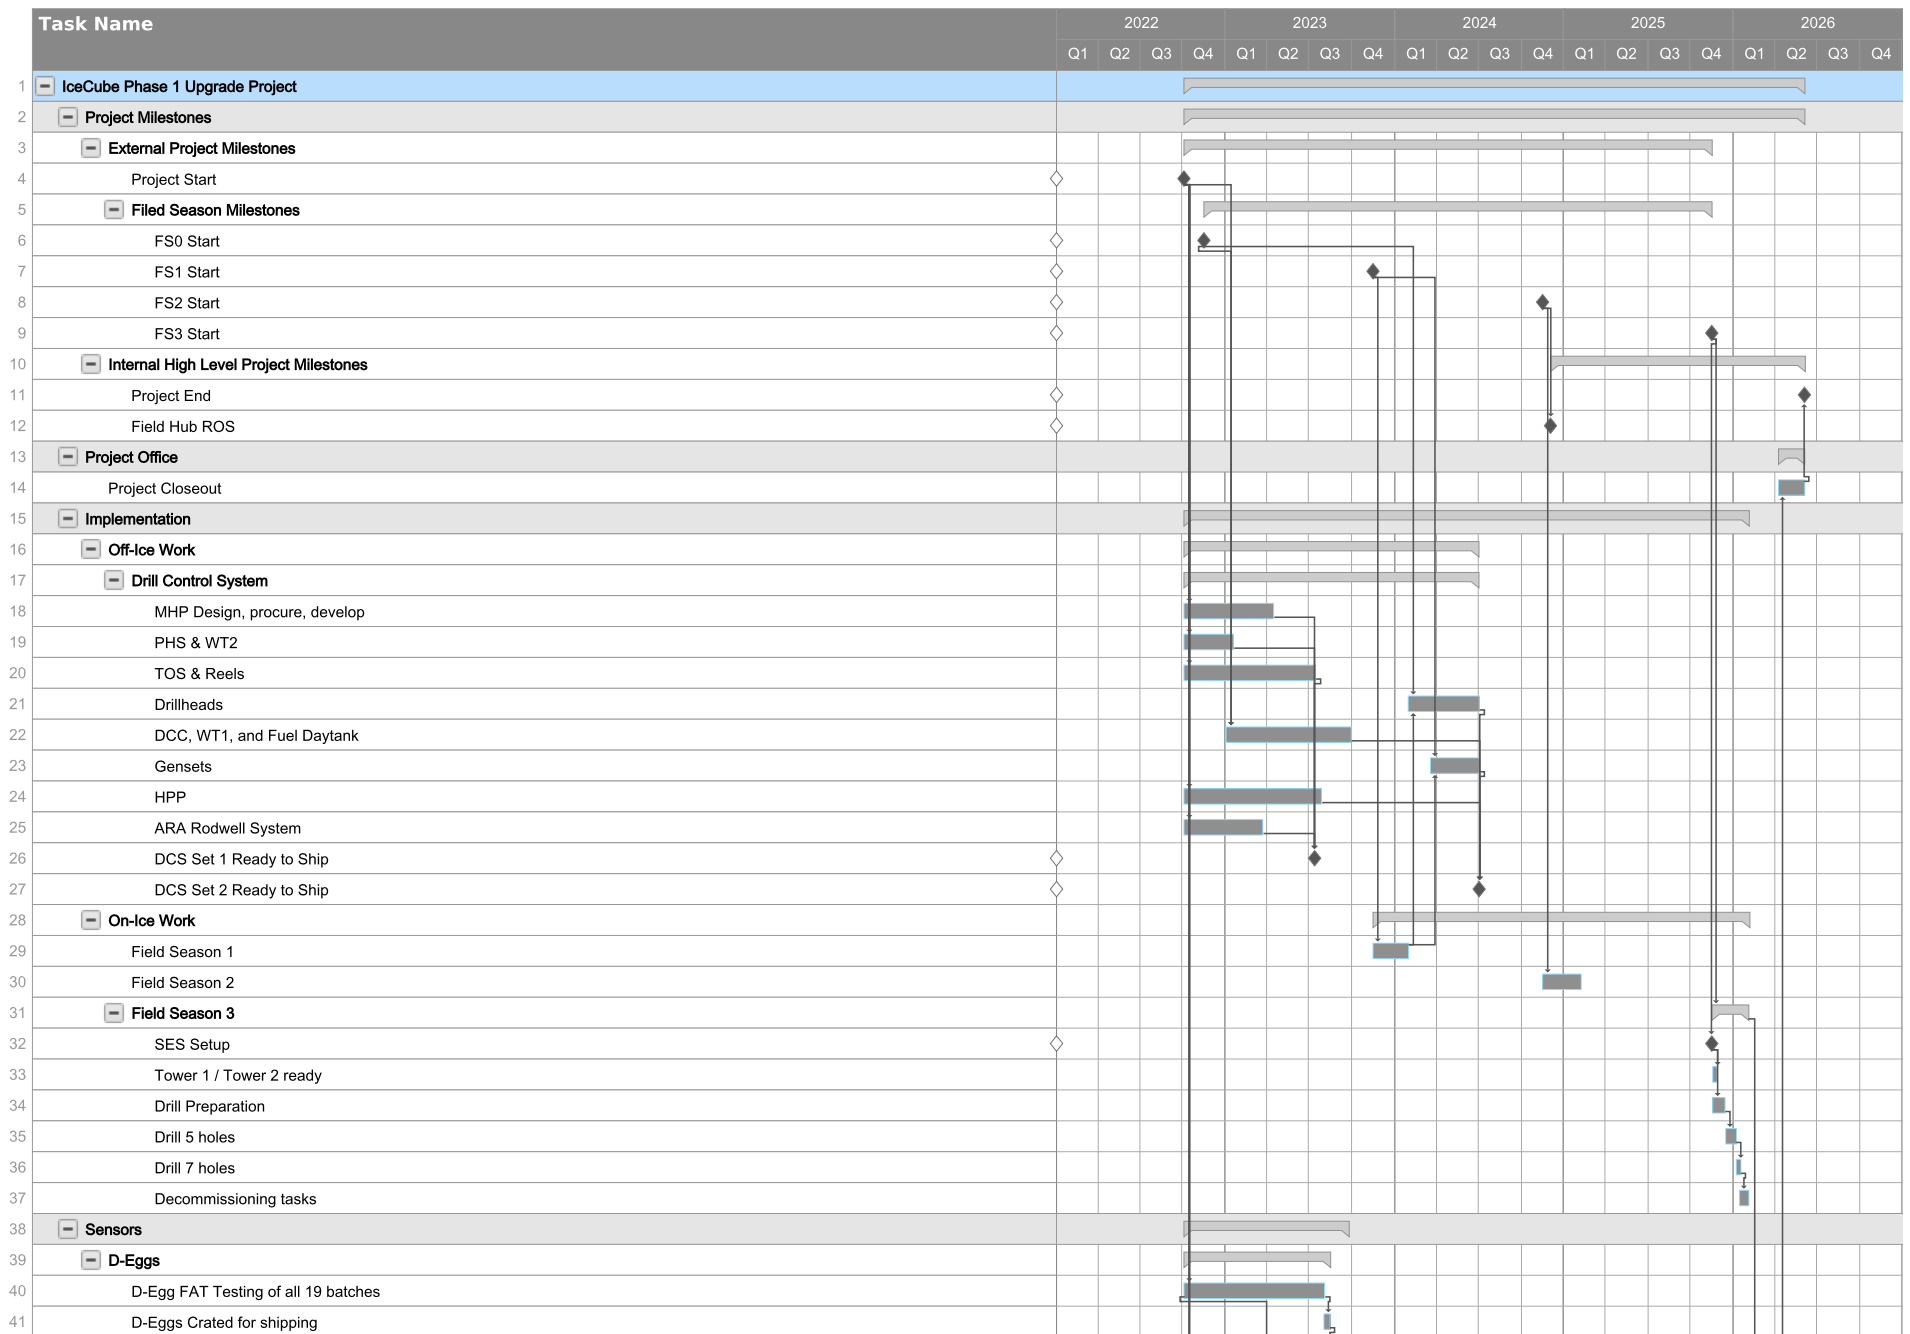 Task Name
2022 2023 2024 2025 2026
Q1 Q2 Q3 Q4 Q1 Q2 Q3 Q4 Q1 Q2 Q3 Q4 Q1 Q2 Q3 Q4 Q1 Q2 Q3 Q4
1 IceCube Phase 1 Upgrade Project
2 Project Milestones
3 External Project Milestones
4 Project Start
5 Filed Season Milestones
6 FS0 Start
7 FS1 Start
8 FS2 Start
9 FS3 Start
10 Internal High Level Project Milestones
11 Project End
12 Field Hub ROS
13 Project Office
14 Project Closeout
15 Implementation
16 Off-Ice Work
17 Drill Control System
18 MHP Design, procure, develop
19 PHS & WT2
20 TOS & Reels
21 Drillheads
22 DCC, WT1, and Fuel Daytank
23 Gensets
24 HPP
25 ARA Rodwell System
26 DCS Set 1 Ready to Ship
27 DCS Set 2 Ready to Ship
28 On-Ice Work
29 Field Season 1
30 Field Season 2
31 Field Season 3
32 SES Setup
33 Tower 1 / Tower 2 ready
34 Drill Preparation
35 Drill 5 holes
36 Drill 7 holes
37 Decommissioning tasks
38 Sensors
39 D-Eggs
40 D-Egg FAT Testing of all 19 batches
41 D-Eggs Crated for shipping